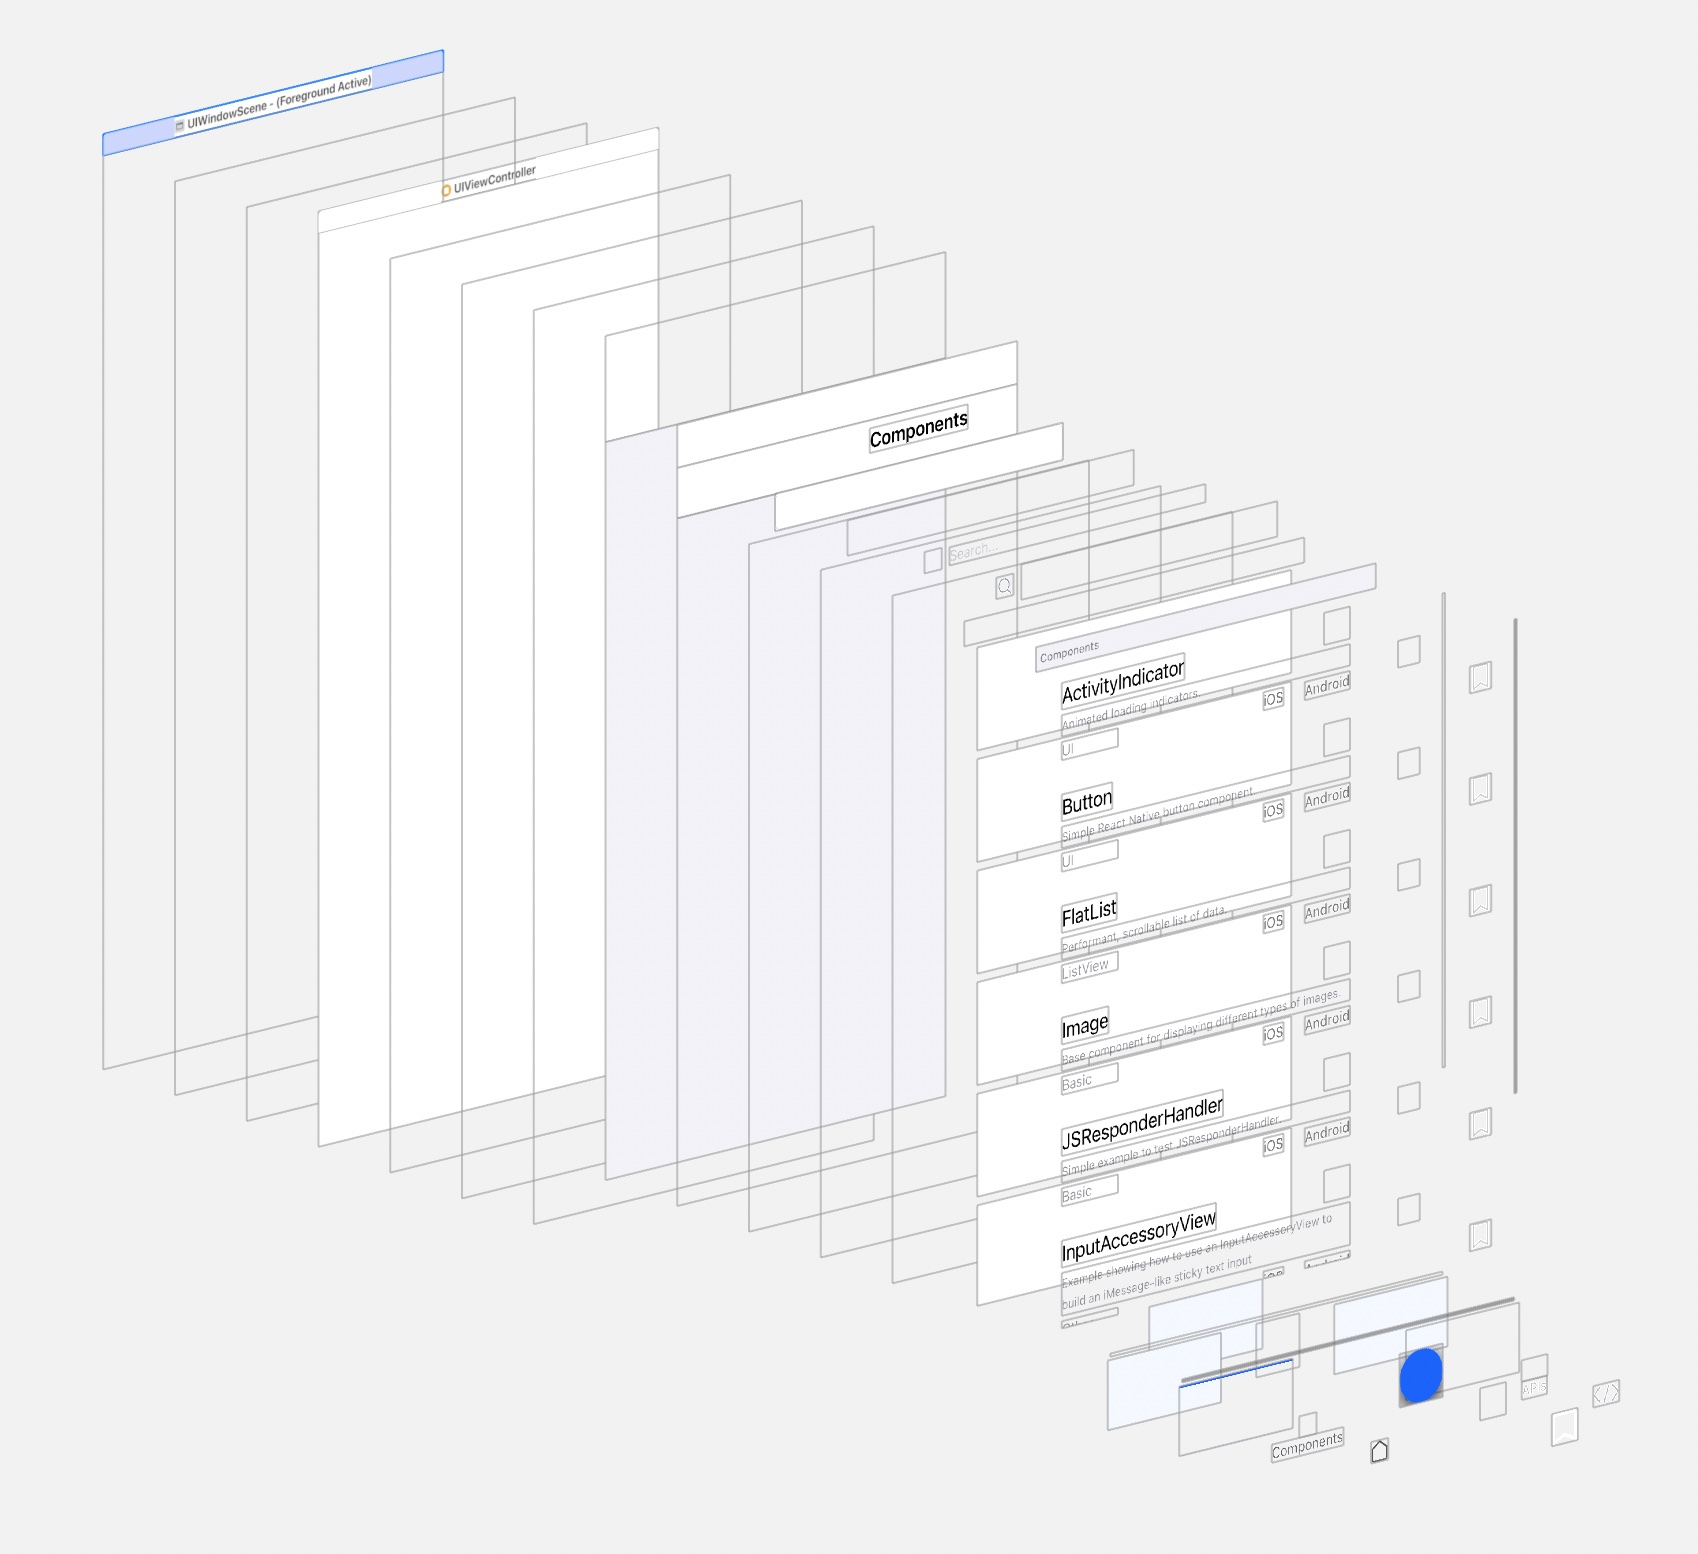 UIWindowScene - (Foreground Active)
UIViewController
Components
Search...
Components
ActivityIndicator
Animated loading indicators.
iOS
Android
UI
Button
Simple React Native button component.
iOS
Android
UI
FlatList
Performant, scrollable list of data.
iOS
Android
ListView
Image
Base component for displaying different types of images.
iOS
Android
Basic
JSResponderHandler
Simple example to test JSResponderHandler.
iOS
Android
Basic
InputAccessoryView
Example showing how to use an InputAccessoryView to
build an iMessage-like sticky text input
APIs
Components